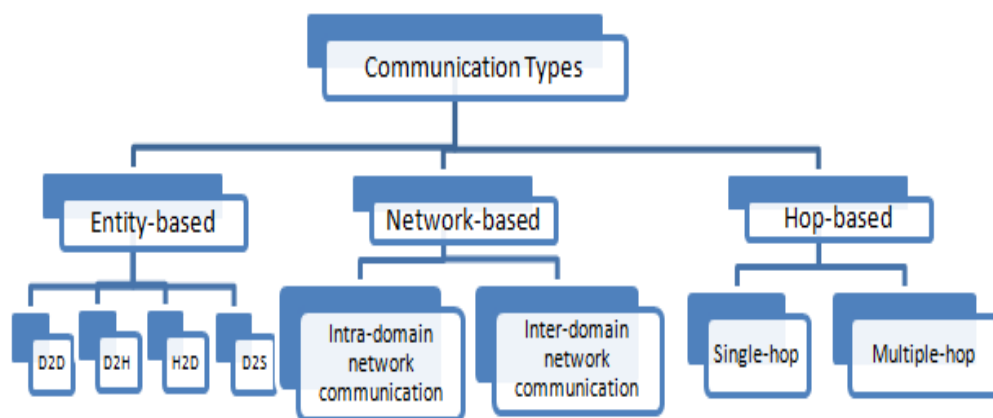 Communication Types
Entity-based
Network-based
Hop-based
D2D
D2H
H2D
D2S
Intra-domain
network
communication
Inter-domain
network
communication
Single-hop
Multiple-hop